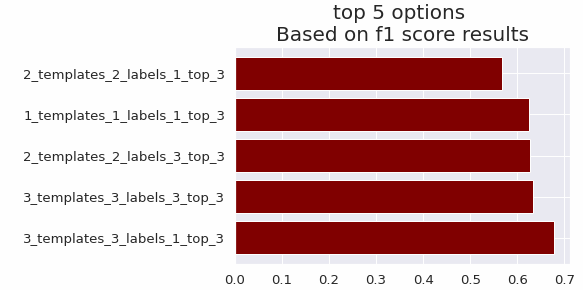 top 5 options
Based on f1 score results
2_templates_2_labels_1_top_3
1_templates_1_labels_1_top_3
2_templates_2_labels_3_top_3
3_templates_3_labels_3_top_3
3_templates_3_labels_1_top_3
0.0 0.1 0.2 0.3 0.4 0.5 0.6 0.7